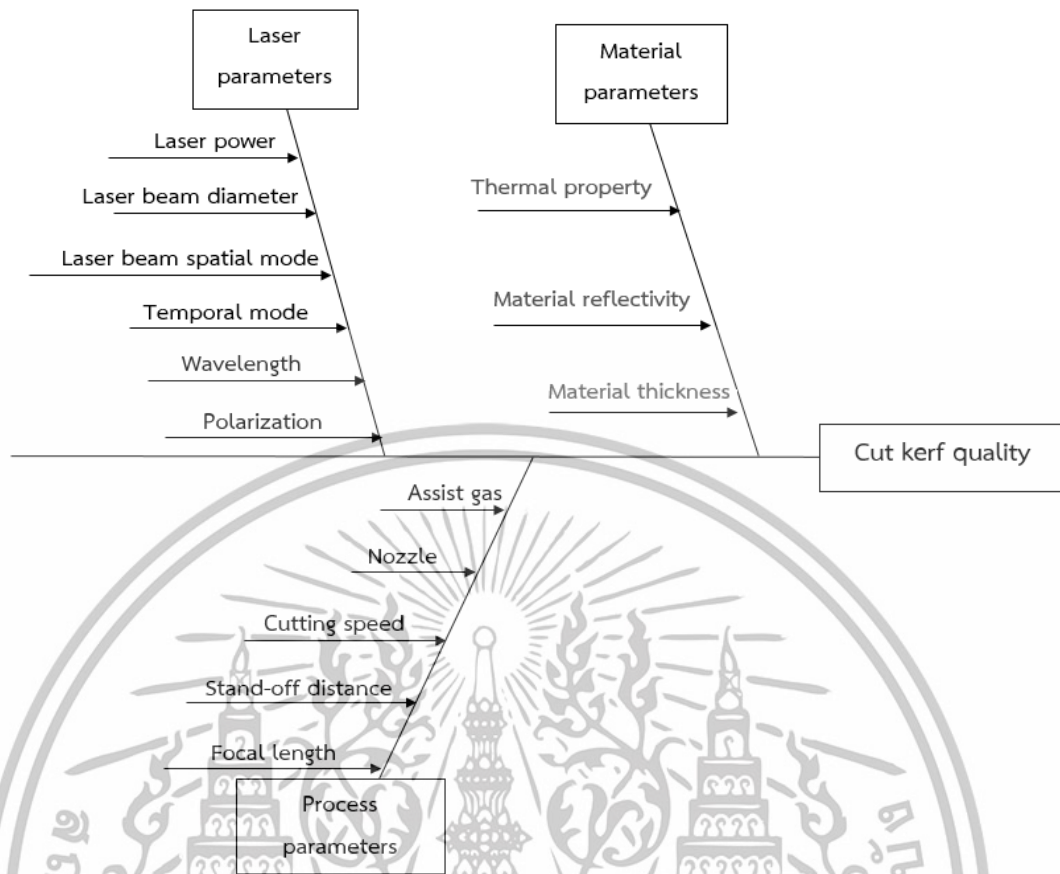 Laser
parameters
Material
parameters
Laser power
Laser beam diameter
Laser beam spatial mode
Temporal mode
Wavelength
Polarization
Thermal property
Material reflectivity
Material thickness
Cut kerf quality
Assist gas
Nozzle
Cutting speed
Stand-off distance
Focal length
Process
parameters